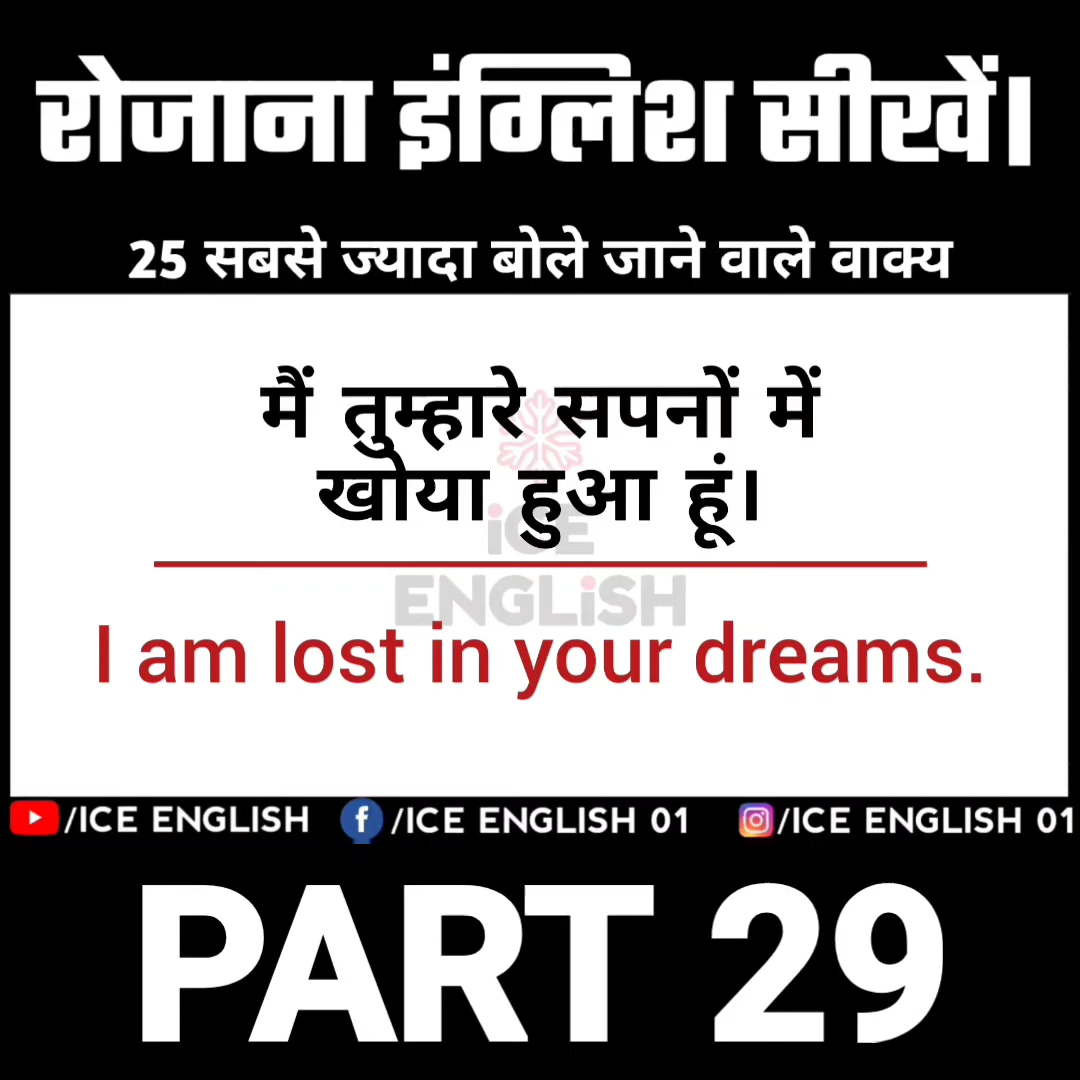 रोजाना इंग्लिश सीखें।
25 सबसे ज्यादा बोले जाने वाले वाक्य
मैं तुम्हारे सपनों में
खोया हुआ हूं।
iCE
ENGLiSH
I am lost in your dreams.
/ICE ENGLISH /ICE ENGLISH 01 /ICE ENGLISH 01
PART 29